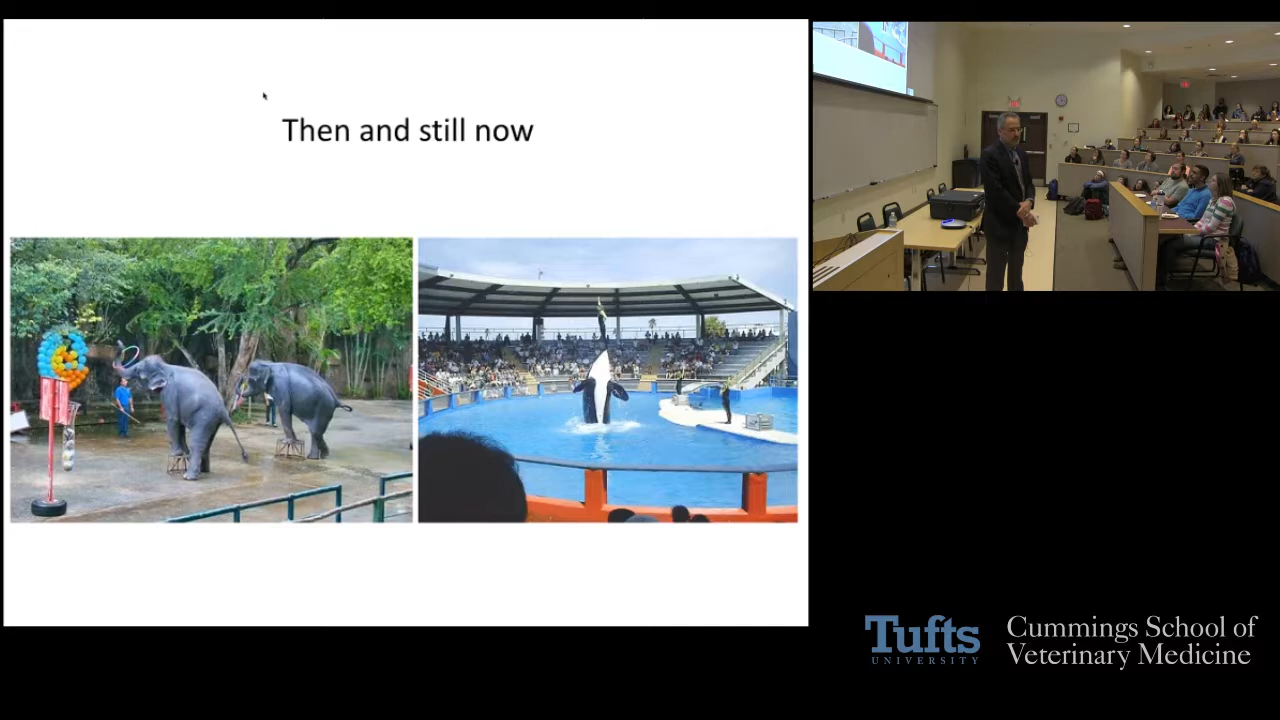 Then and still now
Tufts
UNIVERSITY
Cummings School of
Veterinary Medicine